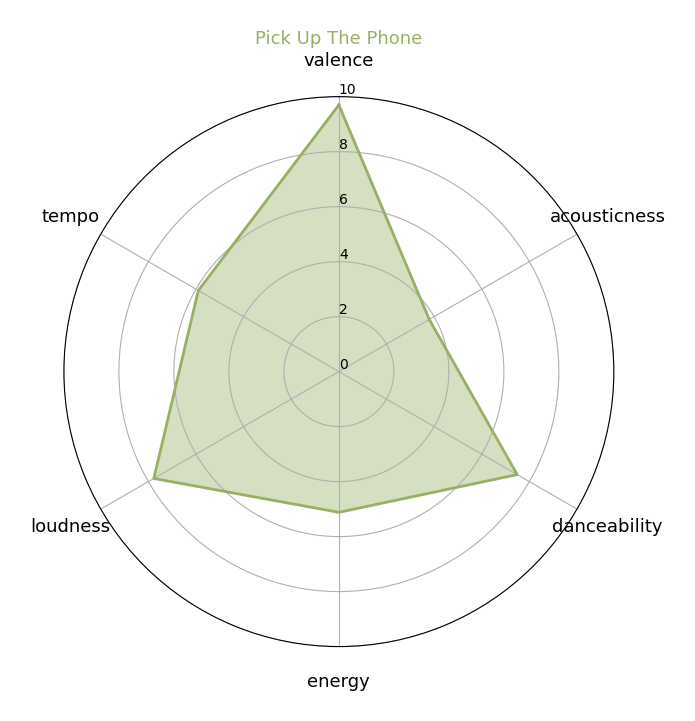 Pick Up The Phone
valence
10
8
tempo
6
acousticness
4
2
0
loudness
danceability
energy